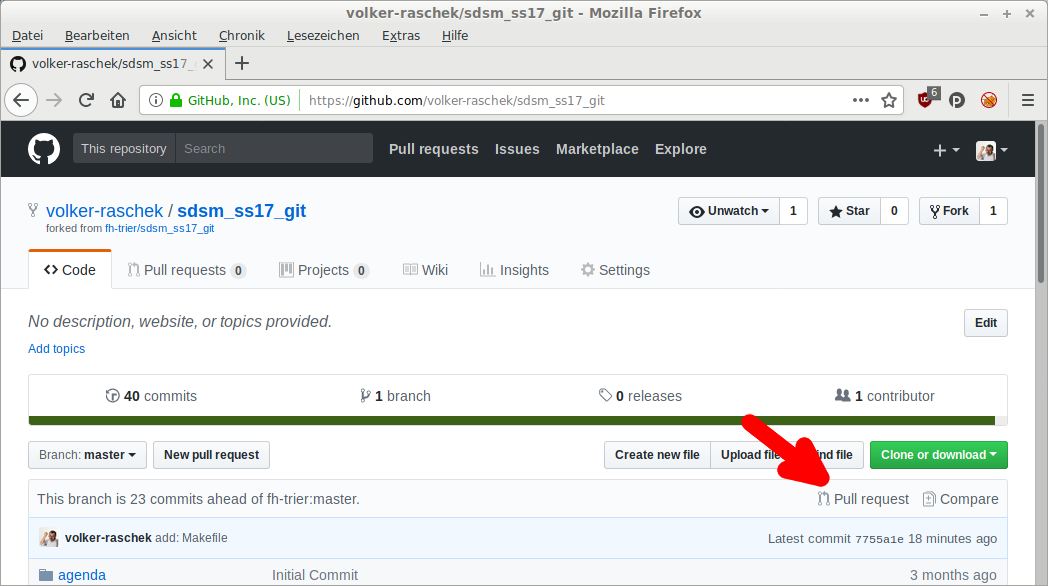 volker-raschek/sdsm_ss17_git - Mozilla Firefox
Datei Bearbeiten Ansicht Chronik Lesezeichen Extras Hilfe
volker-raschek/sdsm_ss17_
GitHub, Inc. (US) https://github.com/volker-raschek/sdsm_ss17_git 6
This repository Search Pull requests Issues Marketplace Explore
volker-raschek / sdsm_ss17_git Unwatch 1 Star 0 Fork 1
forked from fh-trier/sdsm_ss17_git
Code Pull requests 0 Projects 0 Wiki Insights Settings
No description, website, or topics provided. Edit
Add topics
40 commits 1 branch 0 releases 1 contributor
Branch: master New pull request Create new file Upload file file Clone or download
This branch is 23 commits ahead of fh-trier:master. Pull request Compare
volker-raschek add: Makefile Latest commit 7755a1e 18 minutes ago
agenda Initial Commit 3 months ago